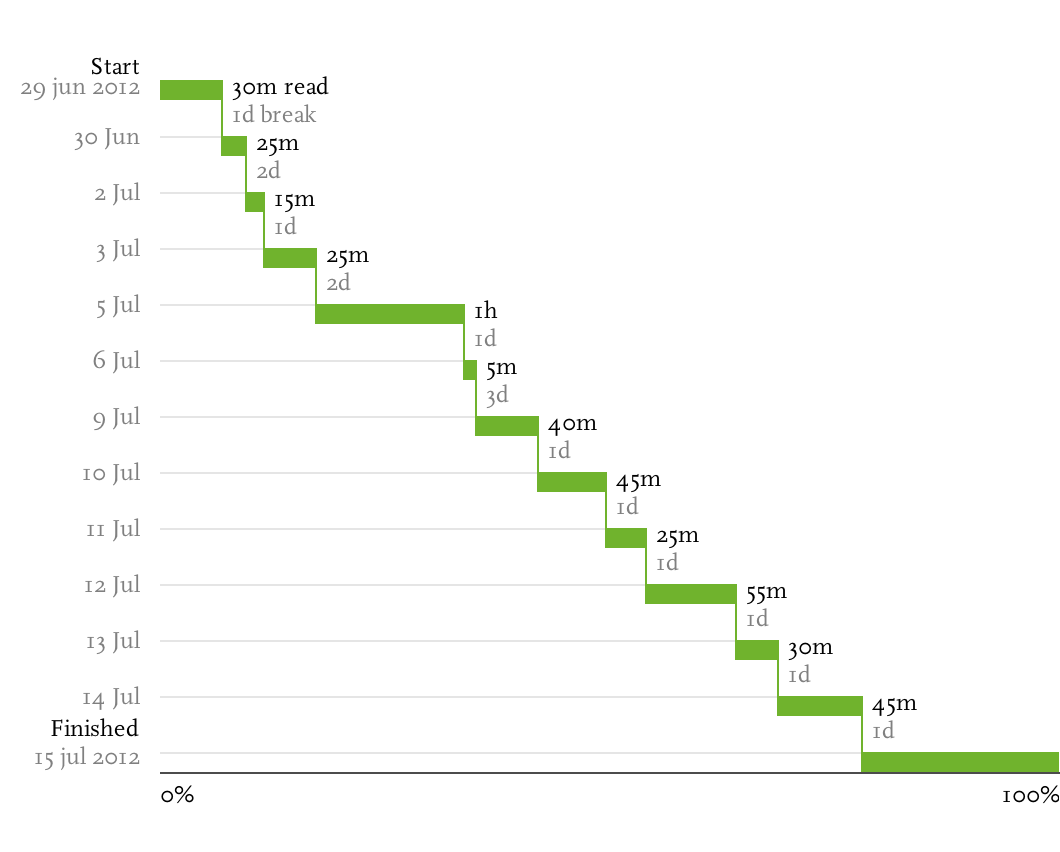 Start
29 jun 2012
30m read
1d break
30 Jun
25m
2d
2 Jul
15m
1d
3 Jul
25m
2d
5 Jul
1h
1d
6 Jul
5m
3d
9 Jul
40m
1d
10 Jul
45m
1d
11 Jul
25m
1d
12 Jul
55m
1d
13 Jul
30m
1d
14 Jul
45m
1d
Finished
15 jul 2012
0% 100%